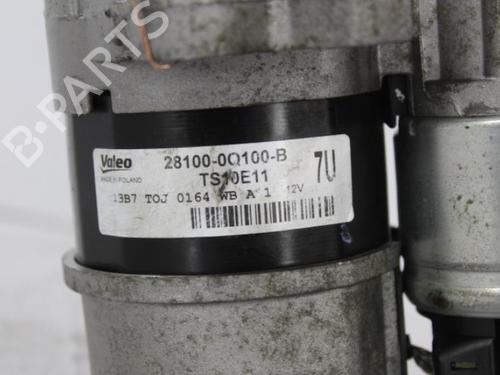 B-PARTS
Valeo
MADE IN POLAND
28100-0Q100-B
TS10E11
7U
13B7 TOJ 0164 WB A 1 12V